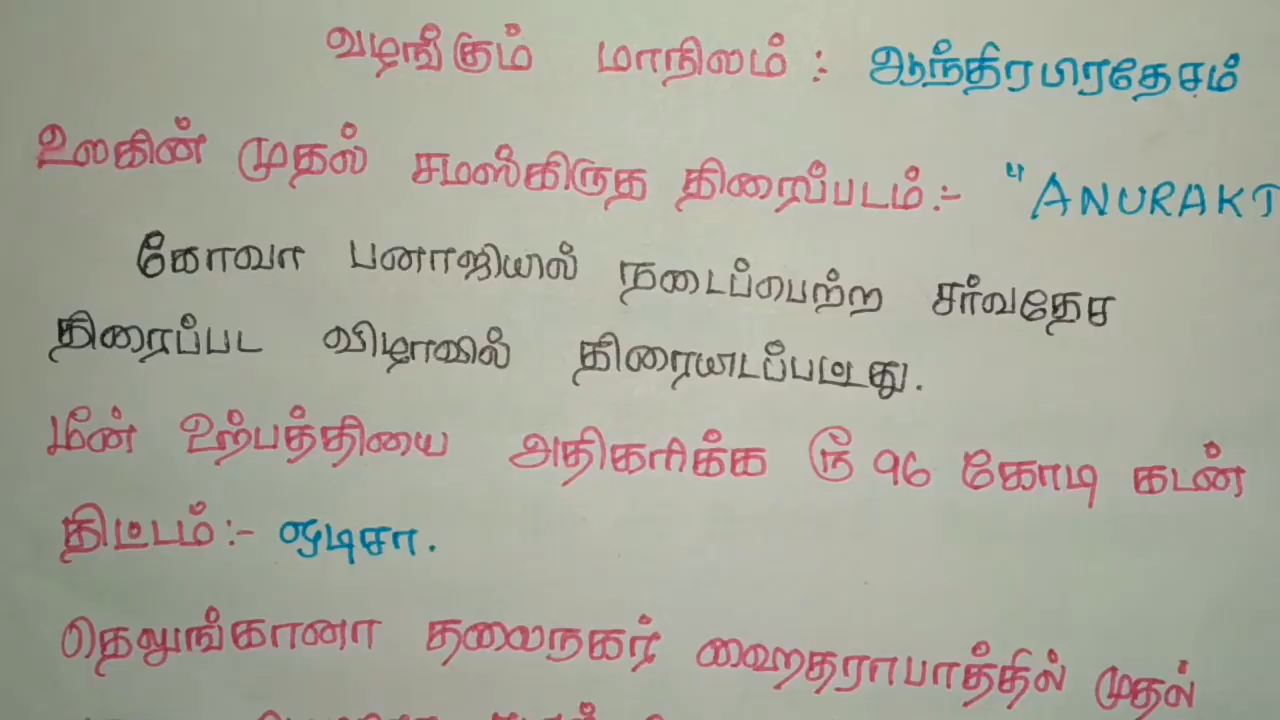 வழங்கும் மாநிலம் :- ஆந்திரபிரதேசம்
உலகின் முதல் சமஸ்கிருத திரைப்படம் :- "ANURAKT
கோவா பனாஜியில் நடைப்பெற்ற சர்வதேச
திரைப்பட விழாவில் திரையிடப்பட்டது.
மீன் உற்பத்தியை அதிகரிக்க ரூ 96 கோடி கடன்
திட்டம் :- ஒடிசா.
தெலுங்கானா தலைநகர் ஹைதராபாத்தில் முதல்